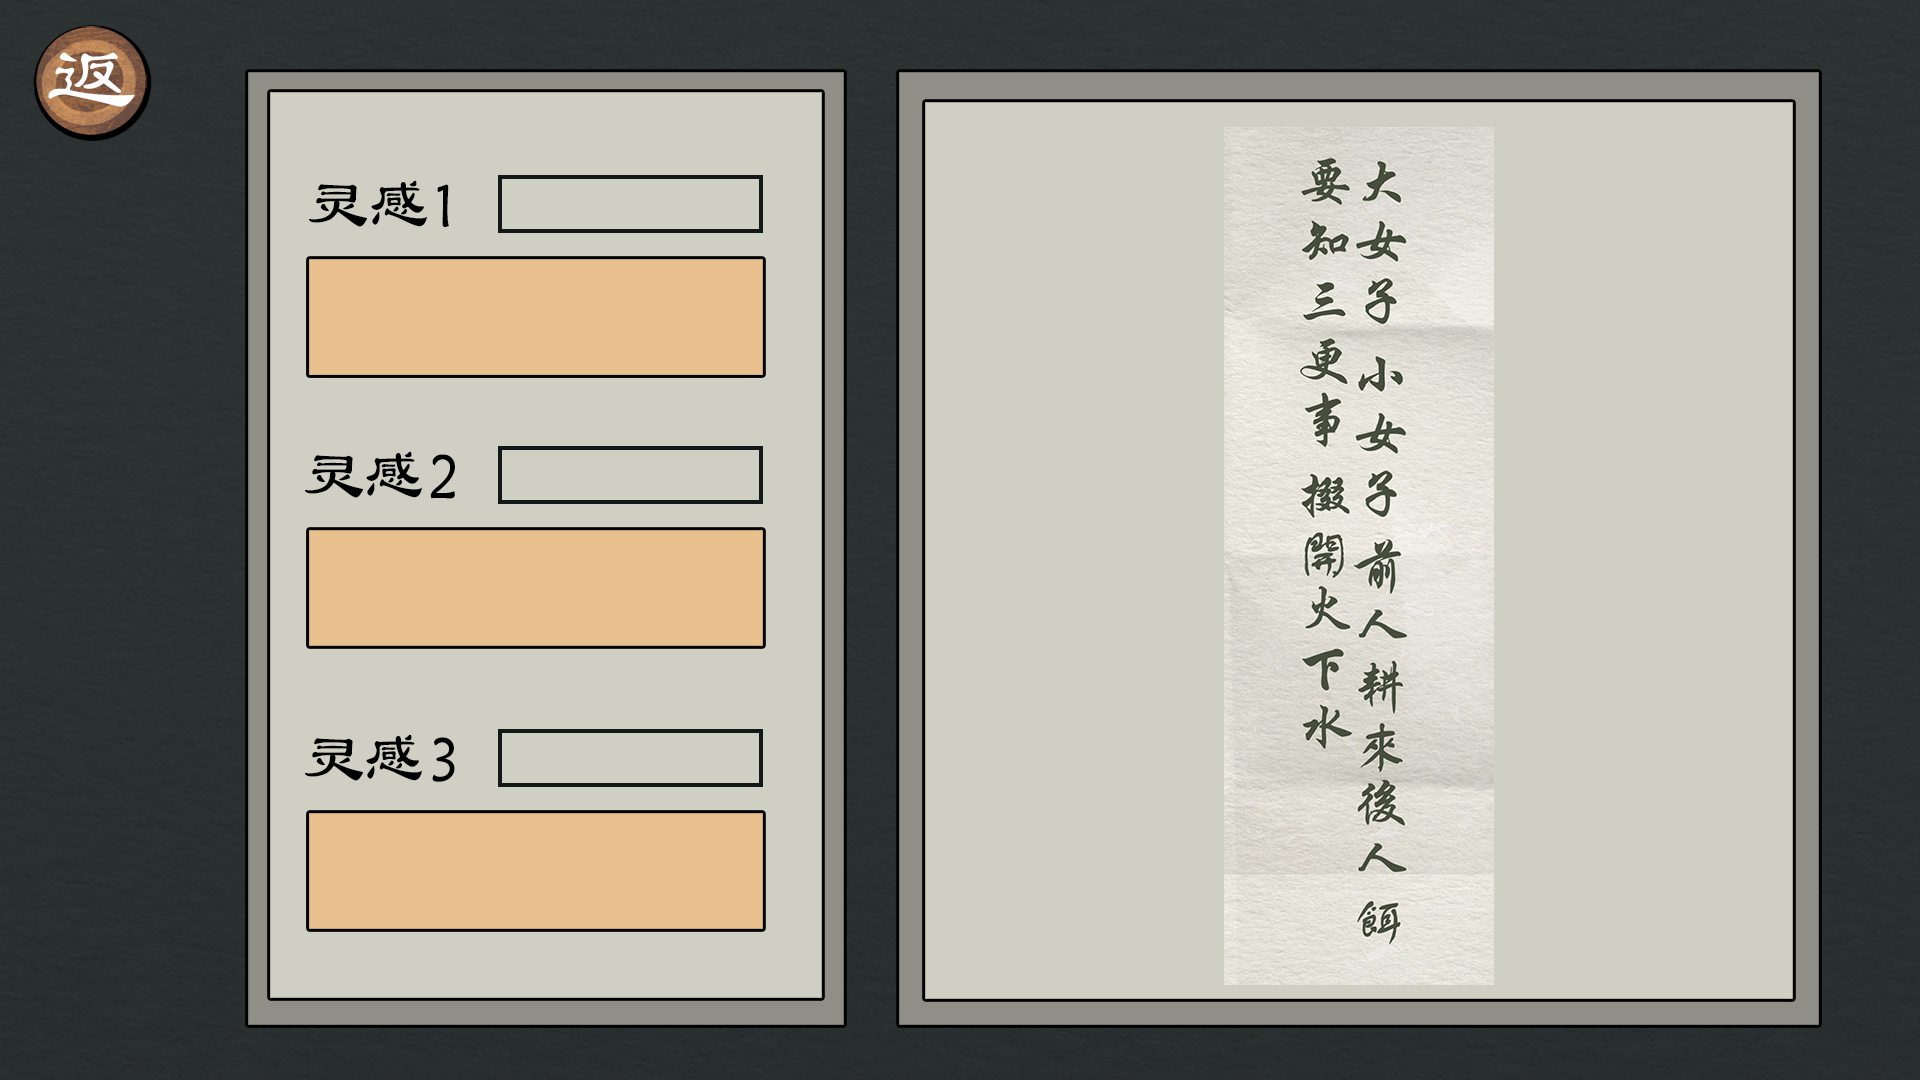 返
灵感1
灵感2
灵感3
大女子 小女子 前人耕來後人餌
要知三更事 掇開火下水